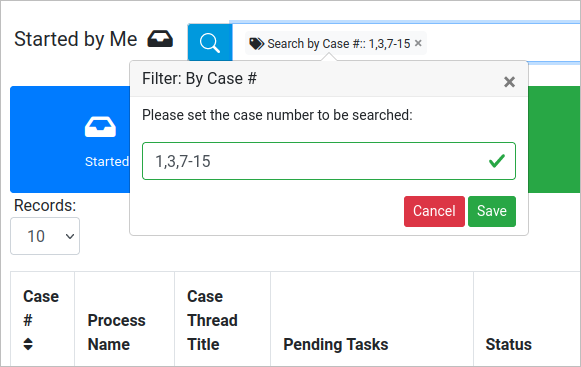 Started by Me
Search by Case #:: 1,3,7-15 ×
Filter: By Case #
×
Please set the case number to be searched:
1,3,7-15
Cancel
Save
Started
Records:
10
Case
#
Process
Name
Case
Thread
Title
Pending Tasks
Status